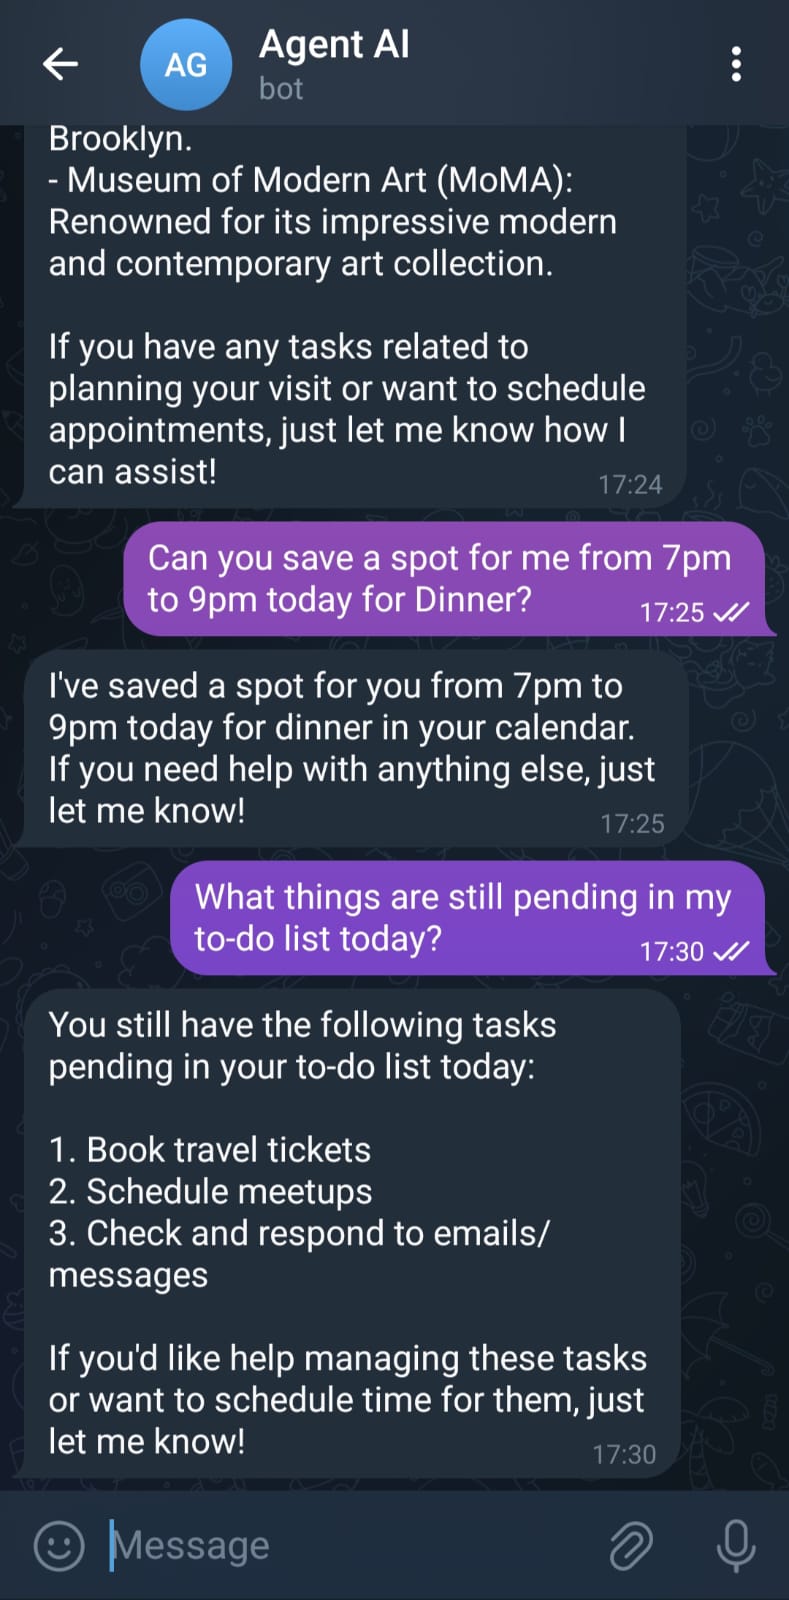 AG
Agent AI
bot
Brooklyn.
- Museum of Modern Art (MoMA):
Renowned for its impressive modern
and contemporary art collection.
If you have any tasks related to
planning your visit or want to schedule
appointments, just let me know how I
can assist!
17:24
Can you save a spot for me from 7pm
to 9pm today for Dinner?
17:25
I've saved a spot for you from 7pm to
9pm today for dinner in your calendar.
If you need help with anything else, just
let me know!
17:25
What things are still pending in my
to-do list today?
17:30
You still have the following tasks
pending in your to-do list today:
1. Book travel tickets
2. Schedule meetups
3. Check and respond to emails/
messages
If you'd like help managing these tasks
or want to schedule time for them, just
let me know!
17:30
Message